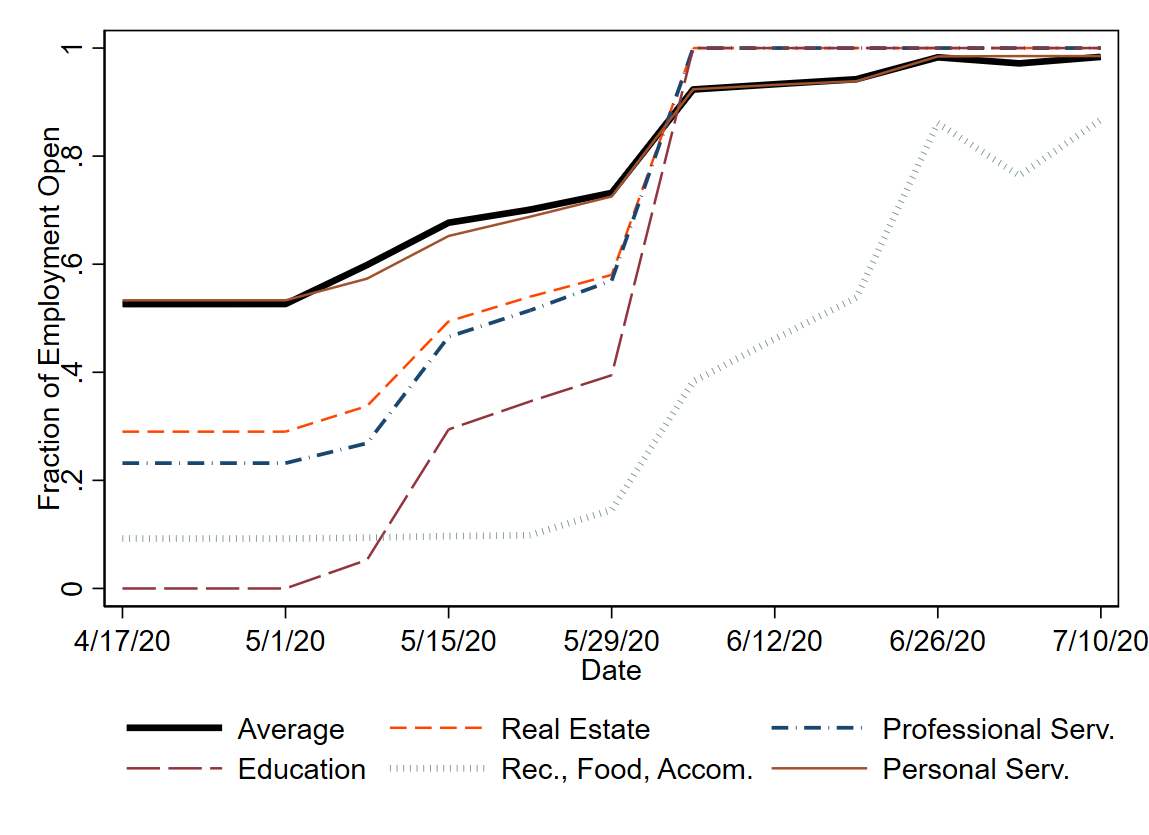 Fraction of Employment Open
1
.8
.6
.4
.2
0
4/17/20 5/1/20 5/15/20 5/29/20 6/12/20 6/26/20 7/10/20
Date
Average Real Estate Professional Serv.
Education Rec., Food, Accom. Personal Serv.